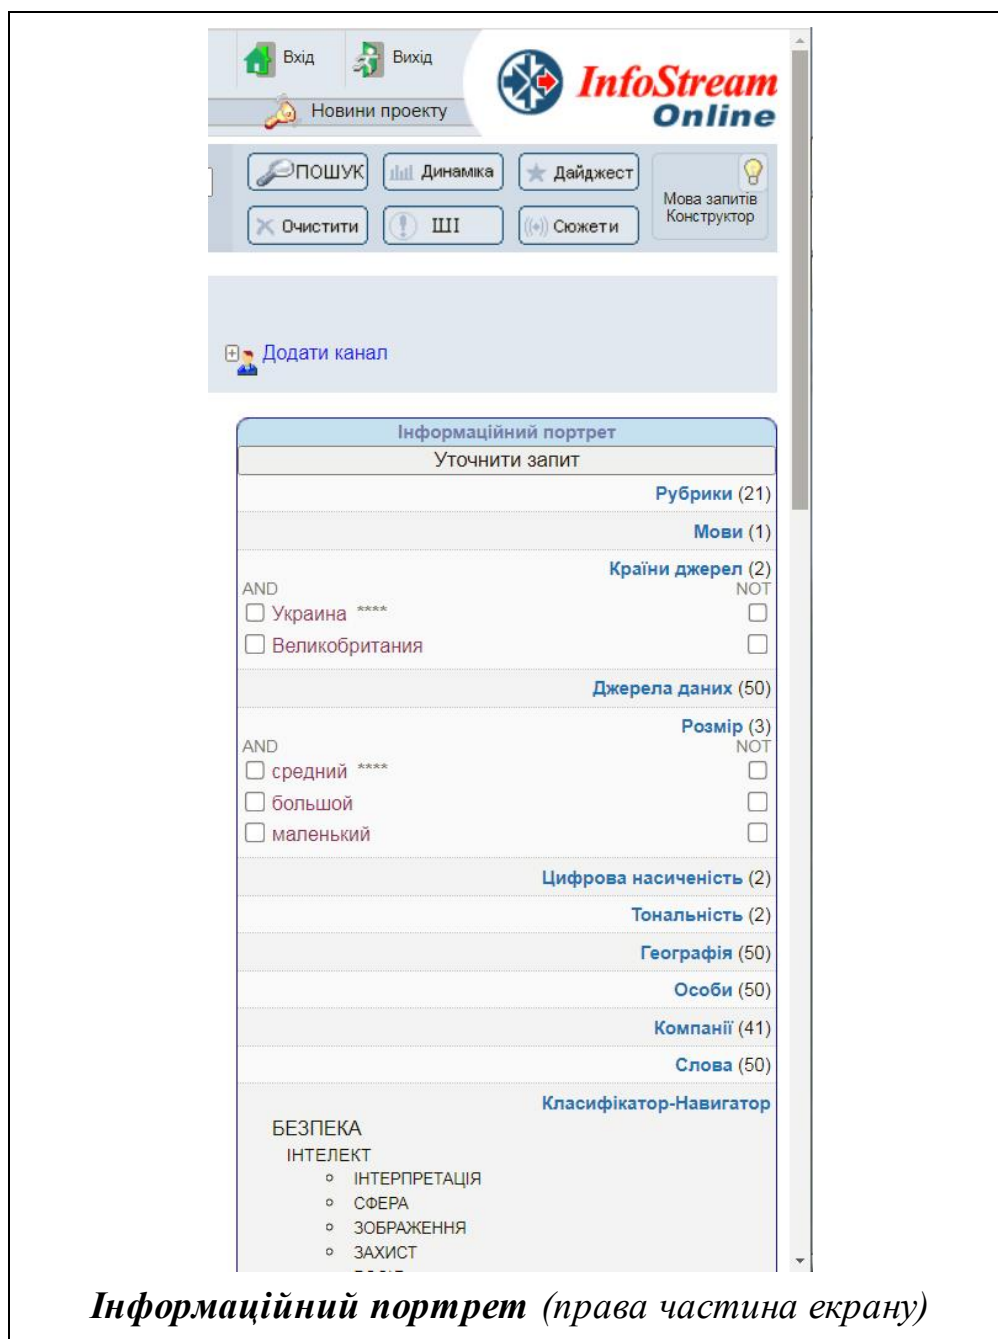 Вхід Вихід
InfoStream
Online
Новини проекту
ПОШУК Динаміка Дайджест
Мова запитів
Конструктор
Очистити ШІ Сюжети
Додати канал
Інформаційний портрет
Уточнити запит
Рубрики (21)
Мови (1)
Країни джерел (2)
AND NOT
Украина ****
Великобритания
Джерела даних (50)
Розмір (3)
AND NOT
средний ****
большой
маленький
Цифрова насиченість (2)
Тональність (2)
Географія (50)
Особи (50)
Компанії (41)
Слова (50)
Класифікатор-Навигатор
БЕЗПЕКА
ІНТЕЛЕКТ
ІНТЕРПРЕТАЦІЯ
СФЕРА
ЗОБРАЖЕННЯ
ЗАХИСТ
Інформаційний портрет (права частина екрану)